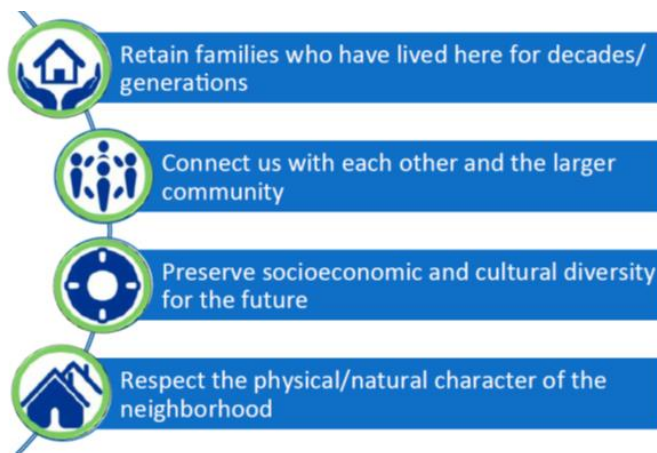 Retain families who have lived here for decades/
generations
Connect us with each other and the larger
community
Preserve socioeconomic and cultural diversity
for the future
Respect the physical/natural character of the
neighborhood